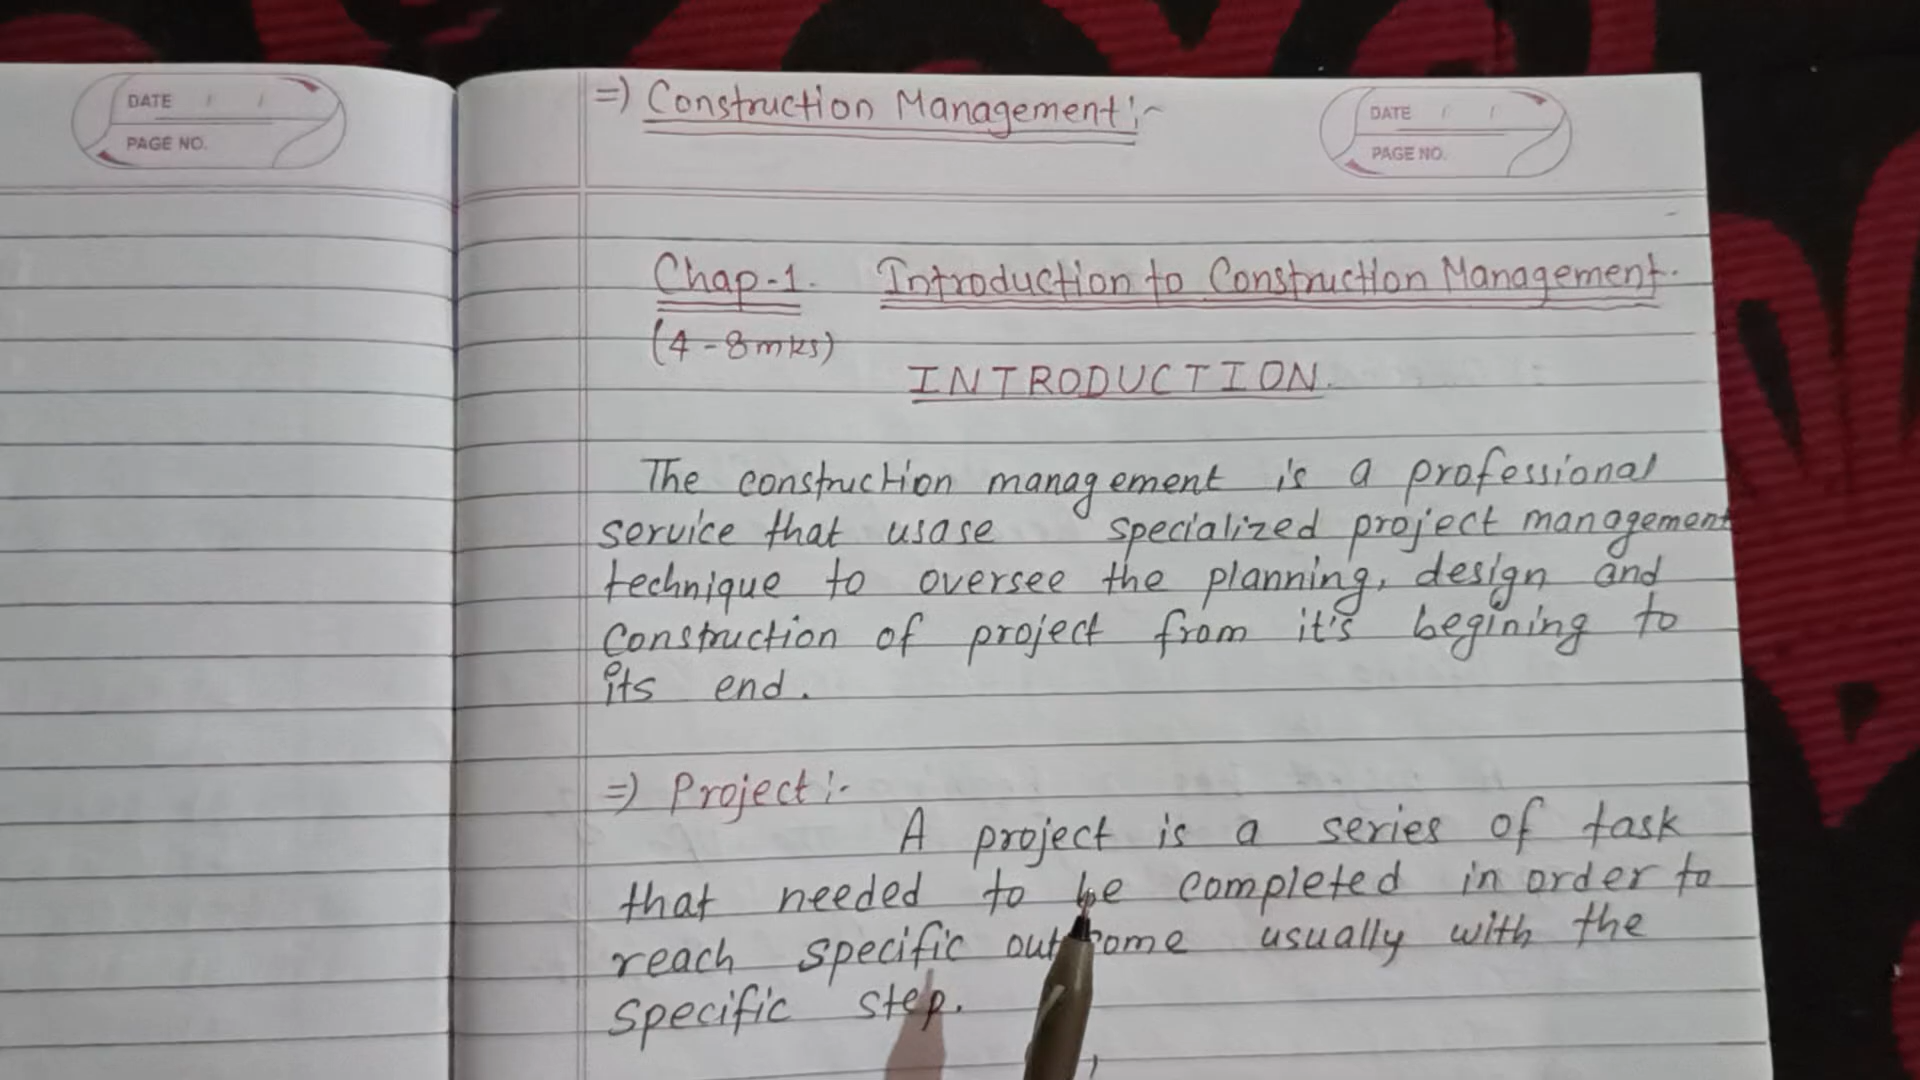 DATE / /
PAGE NO.
=) Construction Management :-
DATE / /
PAGE NO.
Chap-1. Introduction to Construction Management.
(4-8mks)
INTRODUCTION.
The construction management is a professional
service that usase specialized project management
technique to oversee the planning, design and
construction of project from it's begining to
its end.
=) Project :-
A project is a series of task
that needed to be completed in order to
reach specific outcome usually with the
specific step.